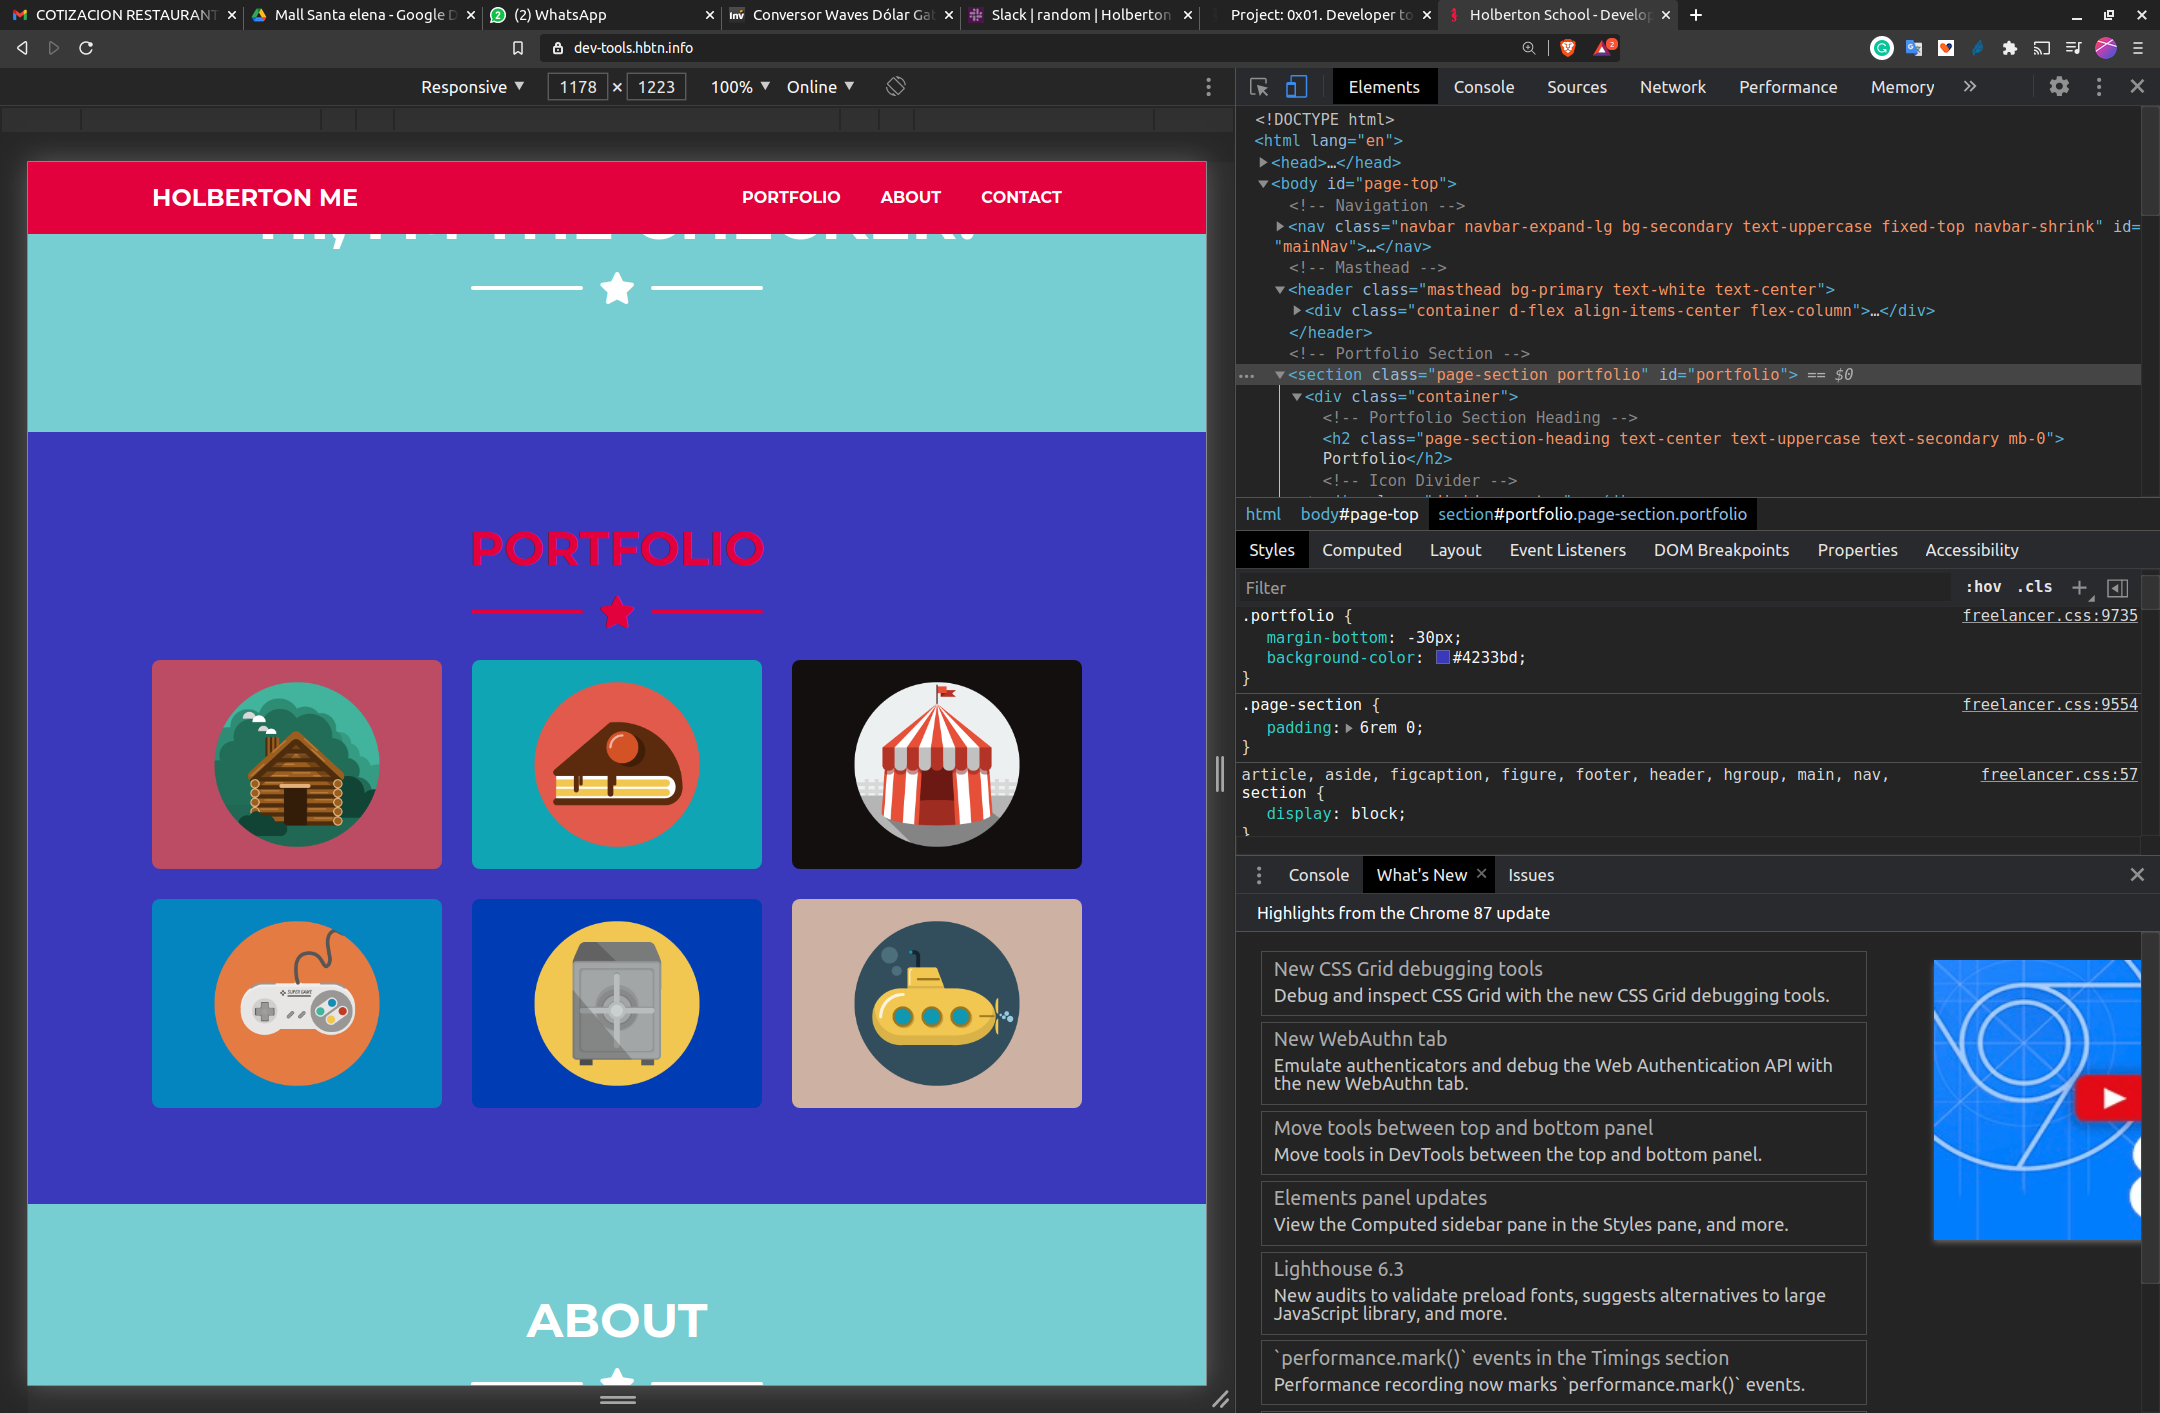 COTIZACION RESTAURANT
Mall Santa elena - Google D
(2) WhatsApp
Conversor Waves Dólar Gat
Slack | random | Holberton
Project: 0x01. Developer to
Holberton School - Develop
dev-tools.hbtn.info
2
Responsive 1178 × 1223 100% Online
Elements Console Sources Network Performance Memory
HOLBERTON ME
PORTFOLIO ABOUT CONTACT
HI, I'M THE CHECKER.
PORTFOLIO
SUPER GAME
ABOUT
<!DOCTYPE html>
<html lang="en">
<head>…</head>
<body id="page-top">
<!-- Navigation -->
<nav class="navbar navbar-expand-lg bg-secondary text-uppercase fixed-top navbar-shrink" id=
"mainNav">…</nav>
<!-- Masthead -->
<header class="masthead bg-primary text-white text-center">
<div class="container d-flex align-items-center flex-column">…</div>
</header>
<!-- Portfolio Section -->
<section class="page-section portfolio" id="portfolio"> == $0
<div class="container">
<!-- Portfolio Section Heading -->
<h2 class="page-section-heading text-center text-uppercase text-secondary mb-0">
Portfolio</h2>
<!-- Icon Divider -->
html body#page-top section#portfolio.page-section.portfolio
Styles Computed Layout Event Listeners DOM Breakpoints Properties Accessibility
Filter :hov .cls
.portfolio { freelancer.css:9735
margin-bottom: -30px;
background-color: #4233bd;
}
.page-section { freelancer.css:9554
padding: 6rem 0;
}
article, aside, figcaption, figure, footer, header, hgroup, main, nav, freelancer.css:57
section {
display: block;
}
Console What's New Issues
Highlights from the Chrome 87 update
New CSS Grid debugging tools
Debug and inspect CSS Grid with the new CSS Grid debugging tools.
New WebAuthn tab
Emulate authenticators and debug the Web Authentication API with
the new WebAuthn tab.
Move tools between top and bottom panel
Move tools in DevTools between the top and bottom panel.
Elements panel updates
View the Computed sidebar pane in the Styles pane, and more.
Lighthouse 6.3
New audits to validate preload fonts, suggests alternatives to large
JavaScript library, and more.
`performance.mark()` events in the Timings section
Performance recording now marks `performance.mark()` events.